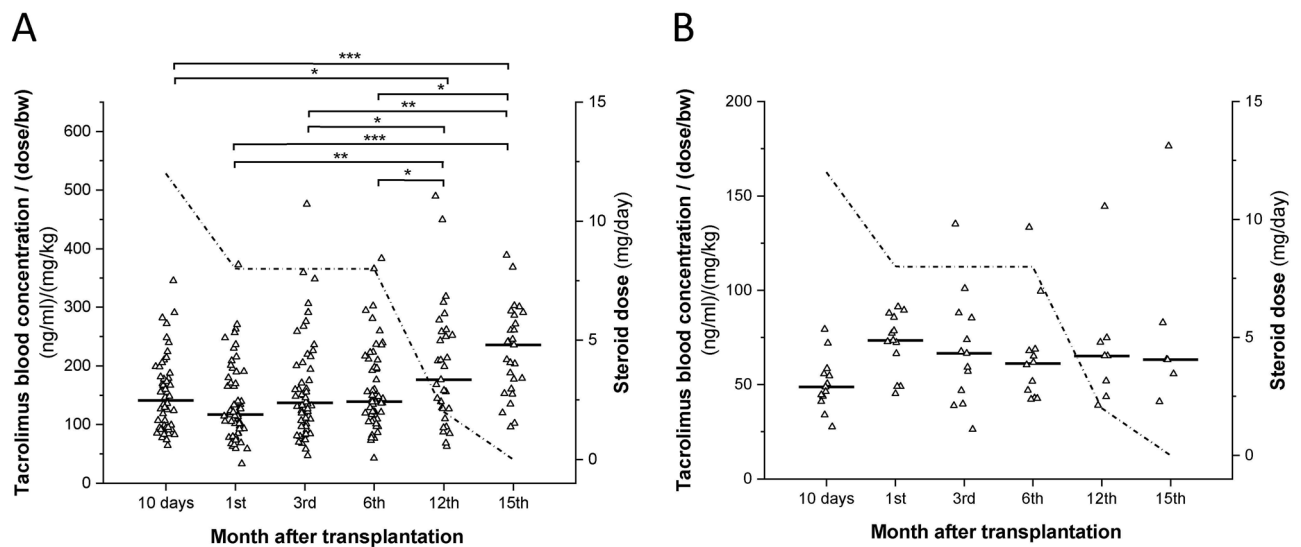 A
***
*
*
**
*
***
**
*
Tacrolimus blood concentration / (dose/bw)
(ng/ml)/(mg/kg)
600
500
400
300
200
100
0
15
10
5
0
Steroid dose (mg/day)
10 days 1st 3rd 6th 12th 15th
Month after transplantation
B
Tacrolimus blood concentration / (dose/bw)
(ng/ml)/(mg/kg)
200
150
100
50
0
15
10
5
0
Steroid dose (mg/day)
10 days 1st 3rd 6th 12th 15th
Month after transplantation